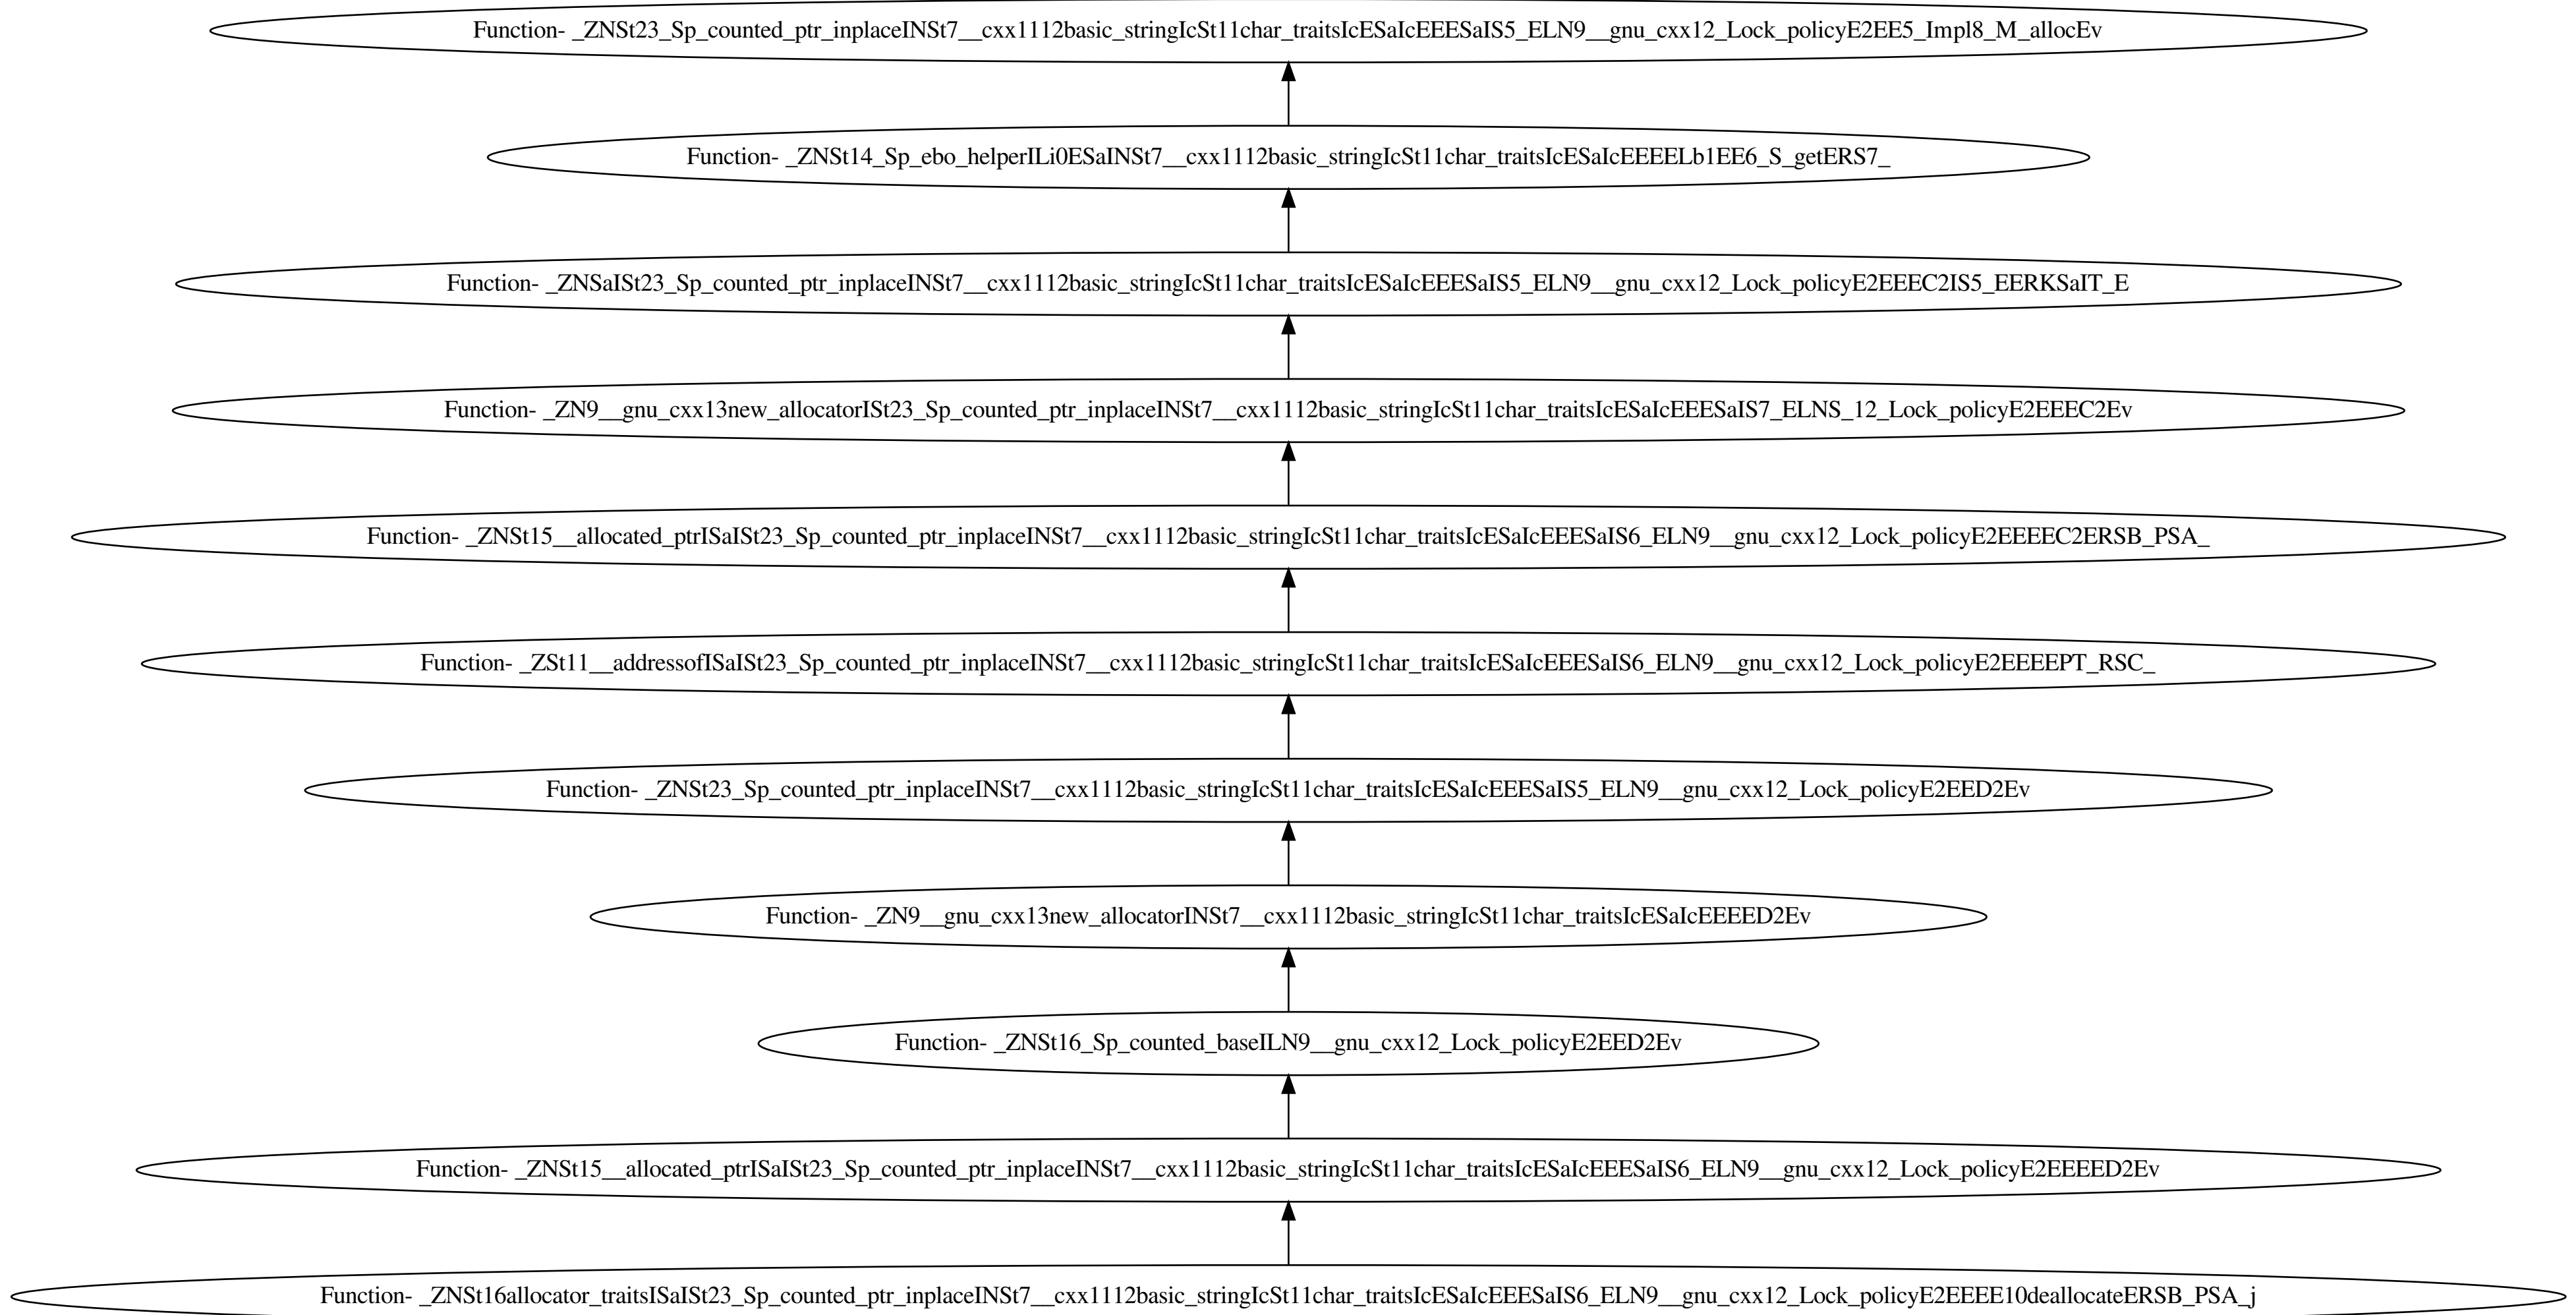 Function- _ZNSt23_Sp_counted_ptr_inplaceINSt7__cxx1112basic_stringIcSt11char_traitsIcESaIcEEESaIS5_ELN9__gnu_cxx12_Lock_policyE2EE5_Impl8_M_allocEv
Function- _ZNSt14_Sp_ebo_helperILi0ESaINSt7__cxx1112basic_stringIcSt11char_traitsIcESaIcEEEELb1EE6_S_getERS7_
Function- _ZNSaISt23_Sp_counted_ptr_inplaceINSt7__cxx1112basic_stringIcSt11char_traitsIcESaIcEEESaIS5_ELN9__gnu_cxx12_Lock_policyE2EEEC2IS5_EERKSaIT_E
Function- _ZN9__gnu_cxx13new_allocatorISt23_Sp_counted_ptr_inplaceINSt7__cxx1112basic_stringIcSt11char_traitsIcESaIcEEESaIS7_ELNS_12_Lock_policyE2EEEC2Ev
Function- _ZNSt15__allocated_ptrISaISt23_Sp_counted_ptr_inplaceINSt7__cxx1112basic_stringIcSt11char_traitsIcESaIcEEESaIS6_ELN9__gnu_cxx12_Lock_policyE2EEEEC2ERSB_PSA_
Function- _ZSt11__addressofISaISt23_Sp_counted_ptr_inplaceINSt7__cxx1112basic_stringIcSt11char_traitsIcESaIcEEESaIS6_ELN9__gnu_cxx12_Lock_policyE2EEEEPT_RSC_
Function- _ZNSt23_Sp_counted_ptr_inplaceINSt7__cxx1112basic_stringIcSt11char_traitsIcESaIcEEESaIS5_ELN9__gnu_cxx12_Lock_policyE2EED2Ev
Function- _ZN9__gnu_cxx13new_allocatorINSt7__cxx1112basic_stringIcSt11char_traitsIcESaIcEEEED2Ev
Function- _ZNSt16_Sp_counted_baseILN9__gnu_cxx12_Lock_policyE2EED2Ev
Function- _ZNSt15__allocated_ptrISaISt23_Sp_counted_ptr_inplaceINSt7__cxx1112basic_stringIcSt11char_traitsIcESaIcEEESaIS6_ELN9__gnu_cxx12_Lock_policyE2EEEED2Ev
Function- _ZNSt16allocator_traitsISaISt23_Sp_counted_ptr_inplaceINSt7__cxx1112basic_stringIcSt11char_traitsIcESaIcEEESaIS6_ELN9__gnu_cxx12_Lock_policyE2EEEE10deallocateERSB_PSA_j